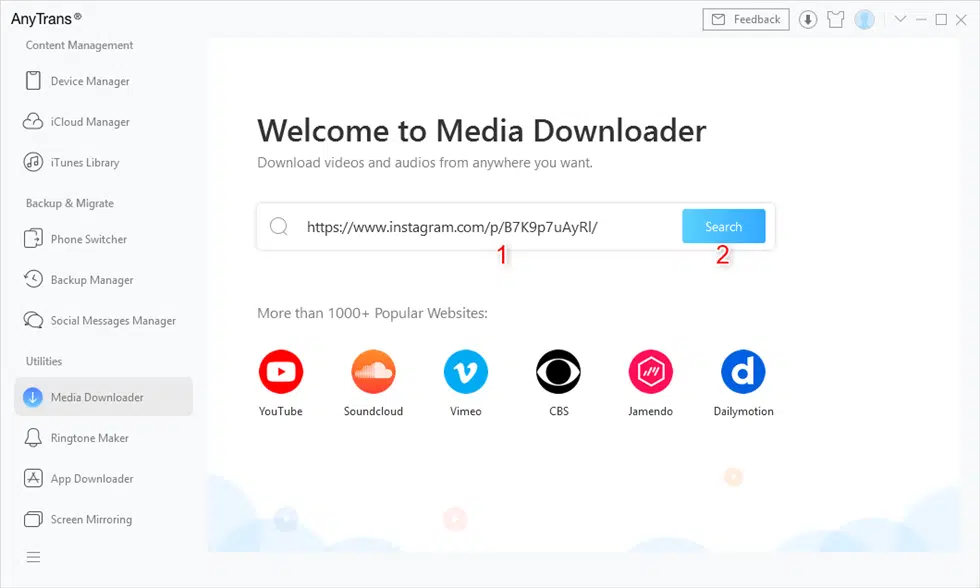 AnyTrans®
Feedback
Content Management
Device Manager
iCloud Manager
iTunes Library
Backup & Migrate
Phone Switcher
Backup Manager
Social Messages Manager
Utilities
Media Downloader
Ringtone Maker
App Downloader
Screen Mirroring
Welcome to Media Downloader
Download videos and audios from anywhere you want.
https://www.instagram.com/p/B7K9p7uAyRl/
Search
1
2
More than 1000+ Popular Websites:
YouTube
Soundcloud
Vimeo
CBS
Jamendo
Dailymotion